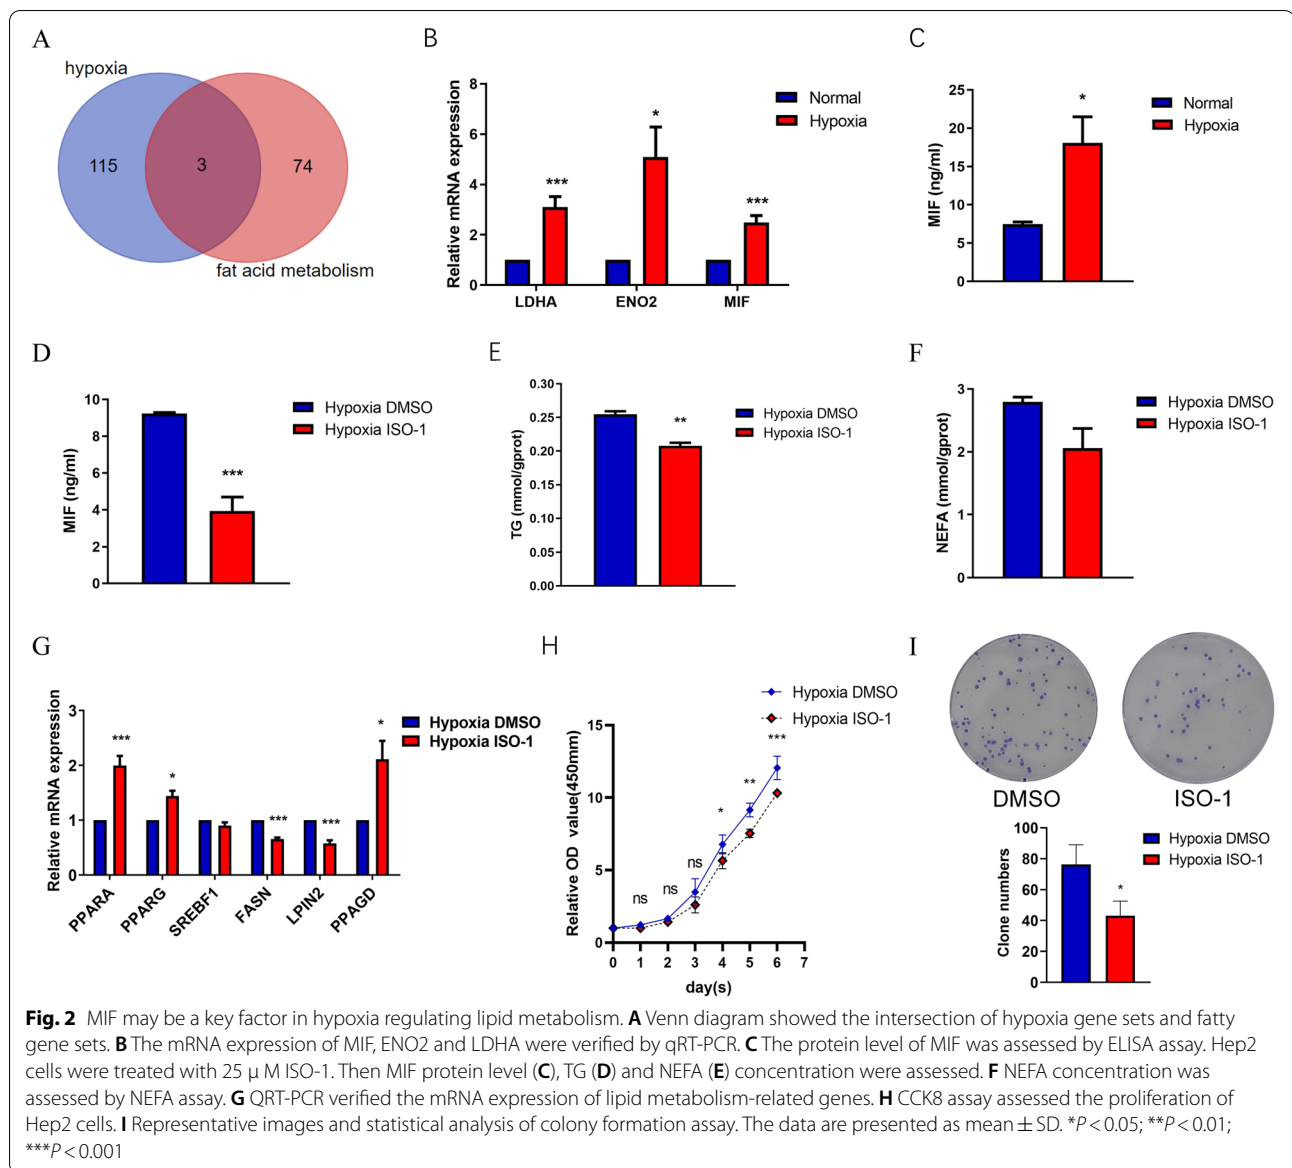 A
hypoxia
115
3
74
fat acid metabolism
B
Relative mRNA expression
8
6
4
2
0
***
*
***
LDHA
ENO2
MIF
Normal
Hypoxia
C
MIF (ng/ml)
25
20
15
10
5
0
*
Normal
Hypoxia
D
MIF (ng/ml)
10
8
6
4
2
0
***
Hypoxia DMSO
Hypoxia ISO-1
E
TG (mmol/gprot)
0.30
0.25
0.20
0.15
0.10
0.05
0.00
**
Hypoxia DMSO
Hypoxia ISO-1
F
NEFA (mmol/gprot)
3
2
1
0
Hypoxia DMSO
Hypoxia ISO-1
G
Relative mRNA expression
3
2
1
0
***
*
***
***
*
PPARA
PPARG
SREBF1
FASN
LPIN2
PPAGD
Hypoxia DMSO
Hypoxia ISO-1
H
Hypoxia DMSO
Hypoxia ISO-1
Relative OD value(450mm)
15
10
5
0
ns
ns
ns
*
**
***
0 1 2 3 4 5 6 7
day(s)
I
DMSO
ISO-1
Clone numbers
100
80
60
40
20
0
*
Hypoxia DMSO
Hypoxia ISO-1
Fig. 2 MIF may be a key factor in hypoxia regulating lipid metabolism. A Venn diagram showed the intersection of hypoxia gene sets and fatty
gene sets. B The mRNA expression of MIF, ENO2 and LDHA were verified by qRT-PCR. C The protein level of MIF was assessed by ELISA assay. Hep2
cells were treated with 25 μ M ISO-1. Then MIF protein level (C), TG (D) and NEFA (E) concentration were assessed. F NEFA concentration was
assessed by NEFA assay. G QRT-PCR verified the mRNA expression of lipid metabolism-related genes. H CCK8 assay assessed the proliferation of
Hep2 cells. I Representative images and statistical analysis of colony formation assay. The data are presented as mean ± SD. *P < 0.05; **P < 0.01;
***P < 0.001